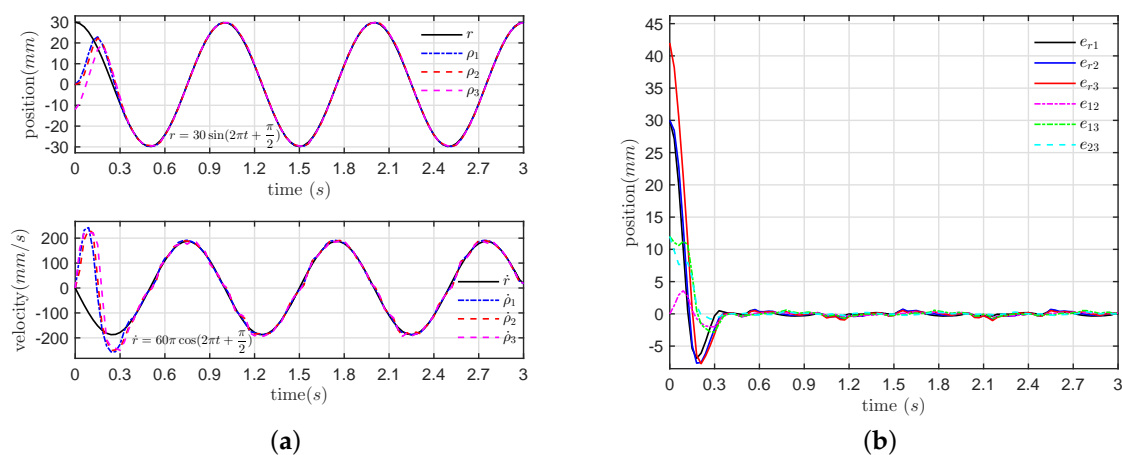 position(mm)
30
20
10
0
-10
-20
-30
r
ρ1
ρ2
ρ3
r = 30 sin(2πt + π/2)
0 0.3 0.6 0.9 1.2 1.5 1.8 2.1 2.4 2.7 3
time (s)
velocity(mm/s)
200
100
0
-100
-200
ṙ
ρ̇1
ρ̇2
ρ̇3
ṙ = 60π cos(2πt + π/2)
0 0.3 0.6 0.9 1.2 1.5 1.8 2.1 2.4 2.7 3
time(s)
(a)
position(mm)
45
40
35
30
25
20
15
10
5
0
-5
er1
er2
er3
e12
e13
e23
0 0.3 0.6 0.9 1.2 1.5 1.8 2.1 2.4 2.7 3
time (s)
(b)